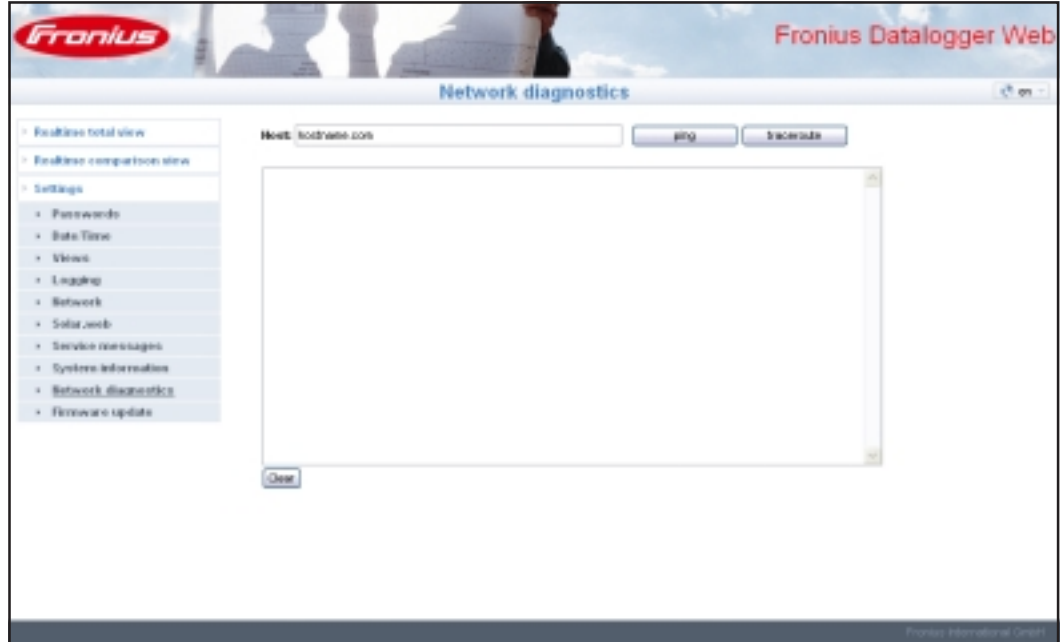 Fronius
Fronius Datalogger Web
Network diagnostics
en
Realtime total view
Realtime comparison view
Settings
Passwords
Date Time
Views
Logging
Network
Solar.web
Service messages
System information
Network diagnostics
Firmware update
Host: hostname.com
ping
traceroute
Clear
Fronius International GmbH